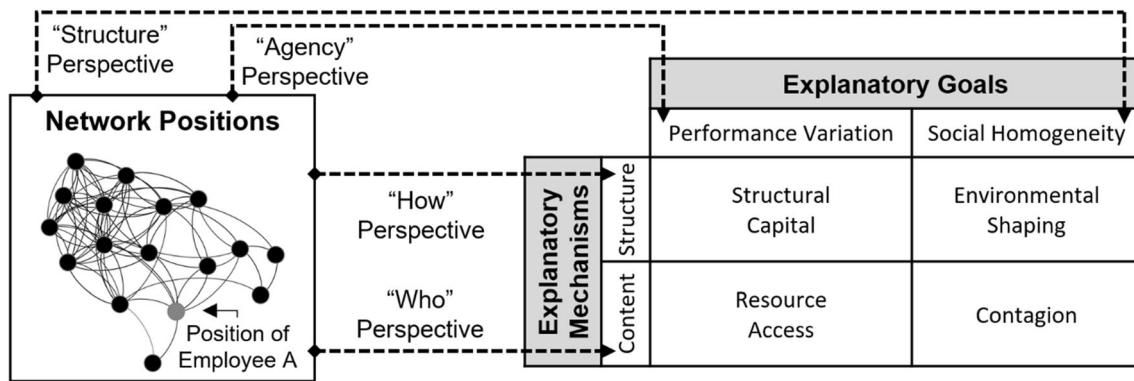 “Structure”
Perspective
“Agency”
Perspective
Network Positions
Position of
Employee A
“How”
Perspective
“Who”
Perspective
Explanatory Goals
Performance Variation
Social Homogeneity
Explanatory
Mechanisms
Structure
Structural
Capital
Environmental
Shaping
Content
Resource
Access
Contagion